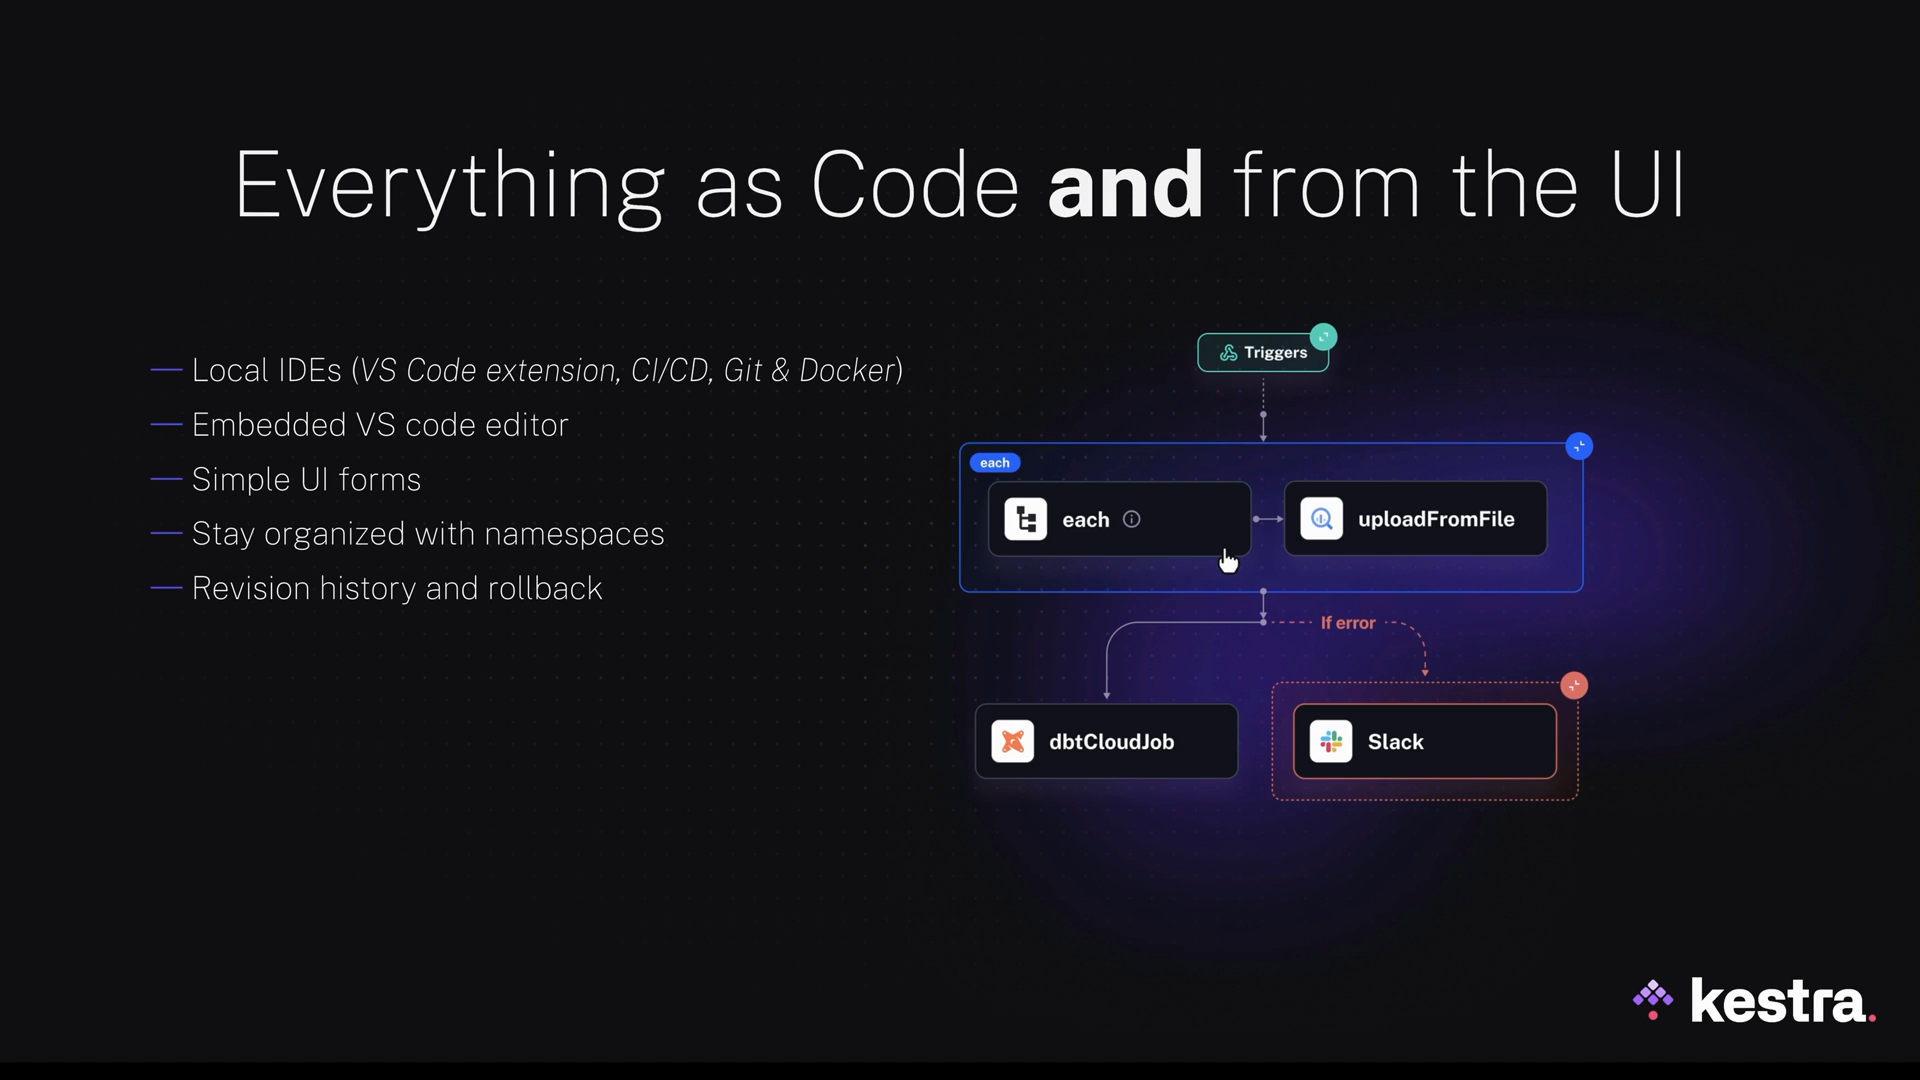 Everything as Code and from the UI
— Local IDEs (VS Code extension, CI/CD, Git & Docker)
— Embedded VS code editor
— Simple UI forms
— Stay organized with namespaces
— Revision history and rollback
Triggers
each
each
uploadFromFile
If error
dbtCloudJob
Slack
kestra.